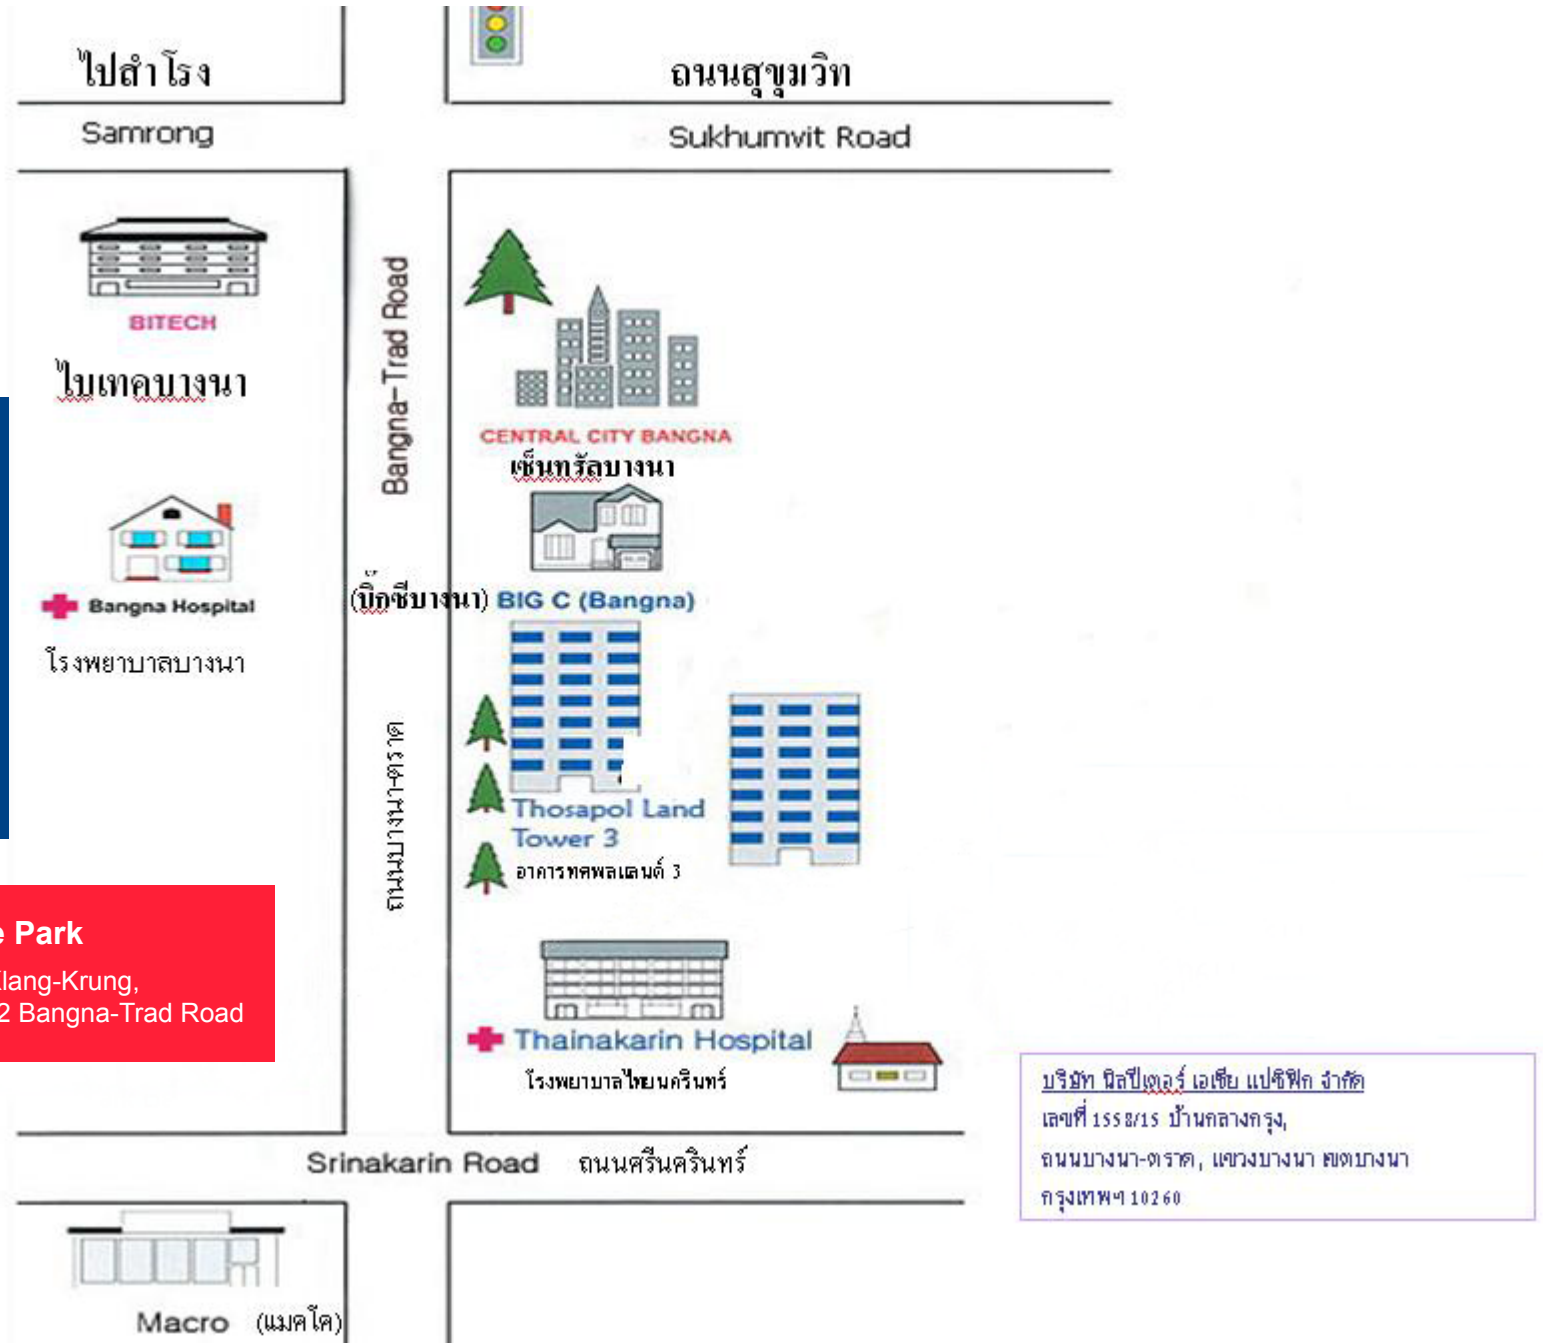 ไปสำโรง
ถนนสุขุมวิท
Samrong
Sukhumvit Road
BITECH
ไบเทคบางนา
Bangna-Trad Road
CENTRAL CITY BANGNA
เซ็นทรัลบางนา
Bangna Hospital
โรงพยาบาลบางนา
(บิ๊กซีบางนา) BIG C (Bangna)
ถนนบางนา-ตราด
Thosapol Land
Tower 3
อาคารทศพลแลนด์ 3
Park
Klang-Krung,
2 Bangna-Trad Road
Thainakarin Hospital
โรงพยาบาลไทยนครินทร์
Srinakarin Road ถนนศรีนครินทร์
Macro (แมคโค)
บริษัท นิลปีเตอร์ เอเชีย แปซิฟิค จำกัด
เลขที่ 1558/15 บ้านกลางกรุง,
ถนนบางนา-ตราด, แขวงบางนา เขตบางนา
กรุงเทพฯ 10260